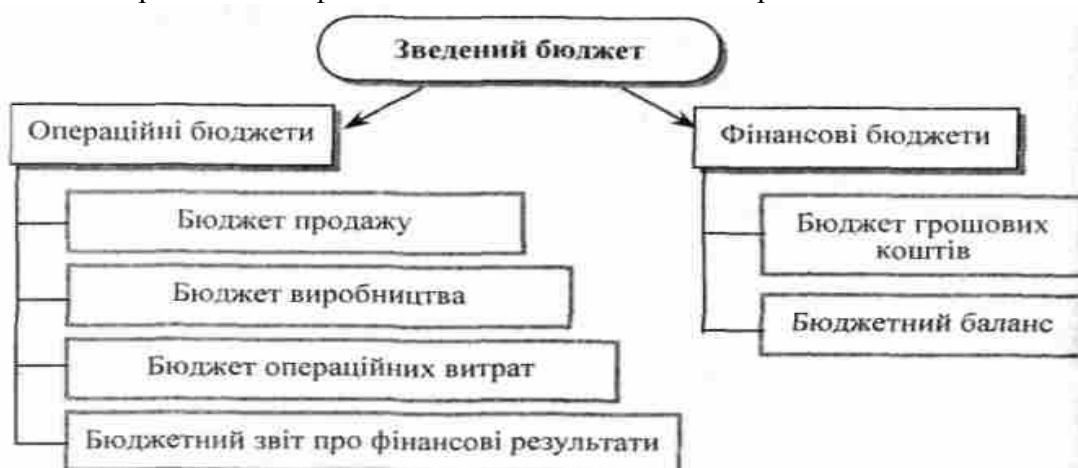 Зведений бюджет
Операційні бюджети
Бюджет продажу
Бюджет виробництва
Бюджет операційних витрат
Бюджетний звіт про фінансові результати
Фінансові бюджети
Бюджет грошових
коштів
Бюджетний баланс